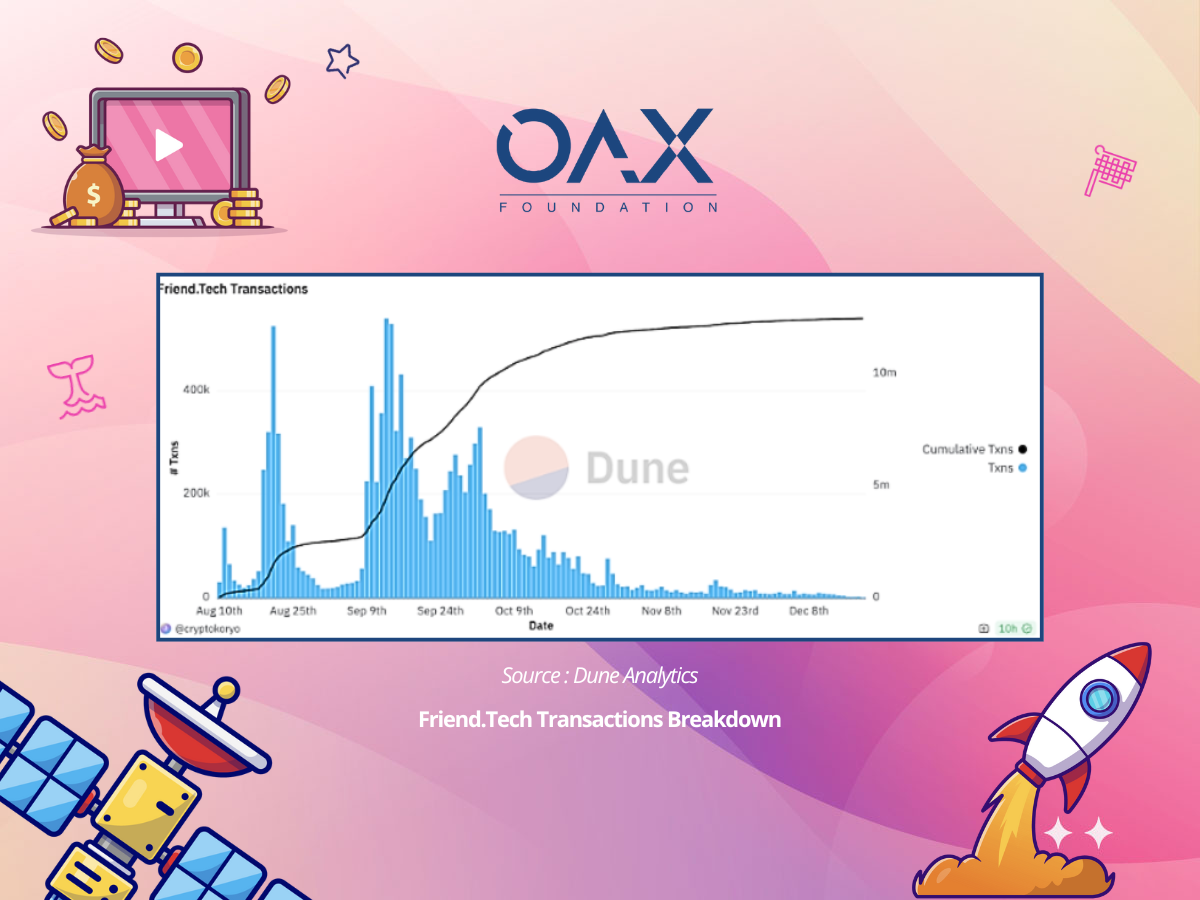 $
OAX
FOUNDATION
Friend.Tech Transactions
400k
200k
0
# Txns
10m
5m
0
Cumulative Txns
Txns
Dune
Aug 10th Aug 25th Sep 9th Sep 24th Oct 9th Oct 24th Nov 8th Nov 23rd Dec 8th
Date
@cryptokoryo
10h
Source : Dune Analytics
Friend.Tech Transactions Breakdown